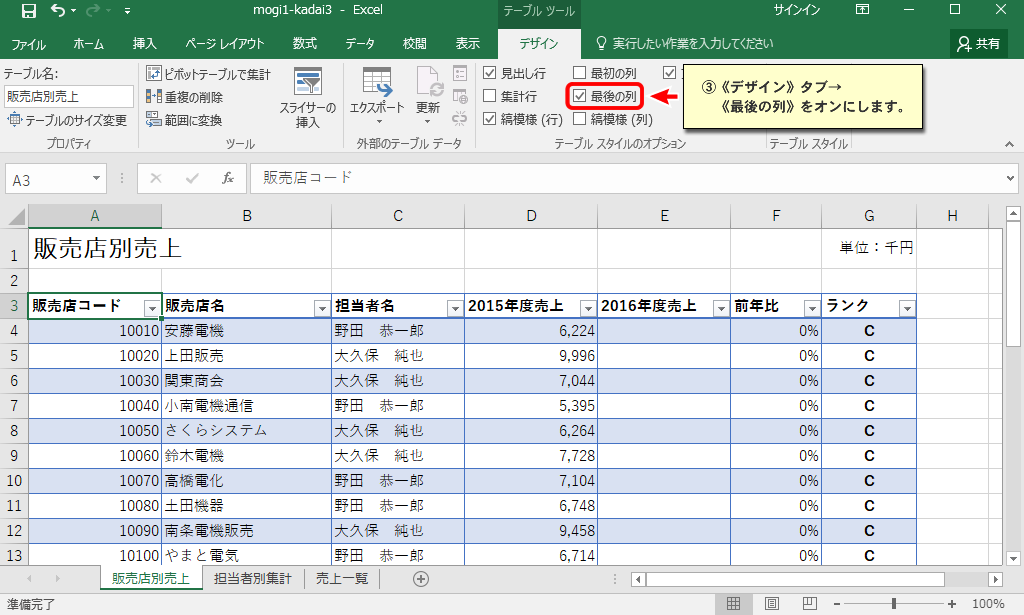 mogi1-kadai3 - Excel
テーブル ツール
サインイン
ファイル ホーム 挿入 ページ レイアウト 数式 データ 校閲 表示 デザイン 実行したい作業を入力してください 共有
テーブル名:
販売店別売上
テーブルのサイズ変更
プロパティ
ピボットテーブルで集計
重複の削除
範囲に変換
スライサーの
挿入
ツール
エクスポート
更新
外部のテーブル データ
見出し行 最初の列
集計行 最後の列
縞模様 (行) 縞模様 (列)
テーブル スタイルのオプション
テーブル スタイル
③《デザイン》タブ→
《最後の列》をオンにします。
A3 fx 販売店コード
A B C D E F G H
1 販売店別売上 単位：千円
2
3 販売店コード 販売店名 担当者名 2015年度売上 2016年度売上 前年比 ランク
4 10010 安藤電機 野田　恭一郎 6,224 0% C
5 10020 上田販売 大久保　純也 9,996 0% C
6 10030 関東商会 大久保　純也 7,044 0% C
7 10040 小南電機通信 野田　恭一郎 5,395 0% C
8 10050 さくらシステム 大久保　純也 6,264 0% C
9 10060 鈴木電機 大久保　純也 7,728 0% C
10 10070 高橋電化 野田　恭一郎 7,104 0% C
11 10080 土田機器 野田　恭一郎 6,748 0% C
12 10090 南条電機販売 大久保　純也 9,458 0% C
13 10100 やまと電気 野田　恭一郎 6,714 0% C
販売店別売上 担当者別集計 売上一覧
準備完了 100%